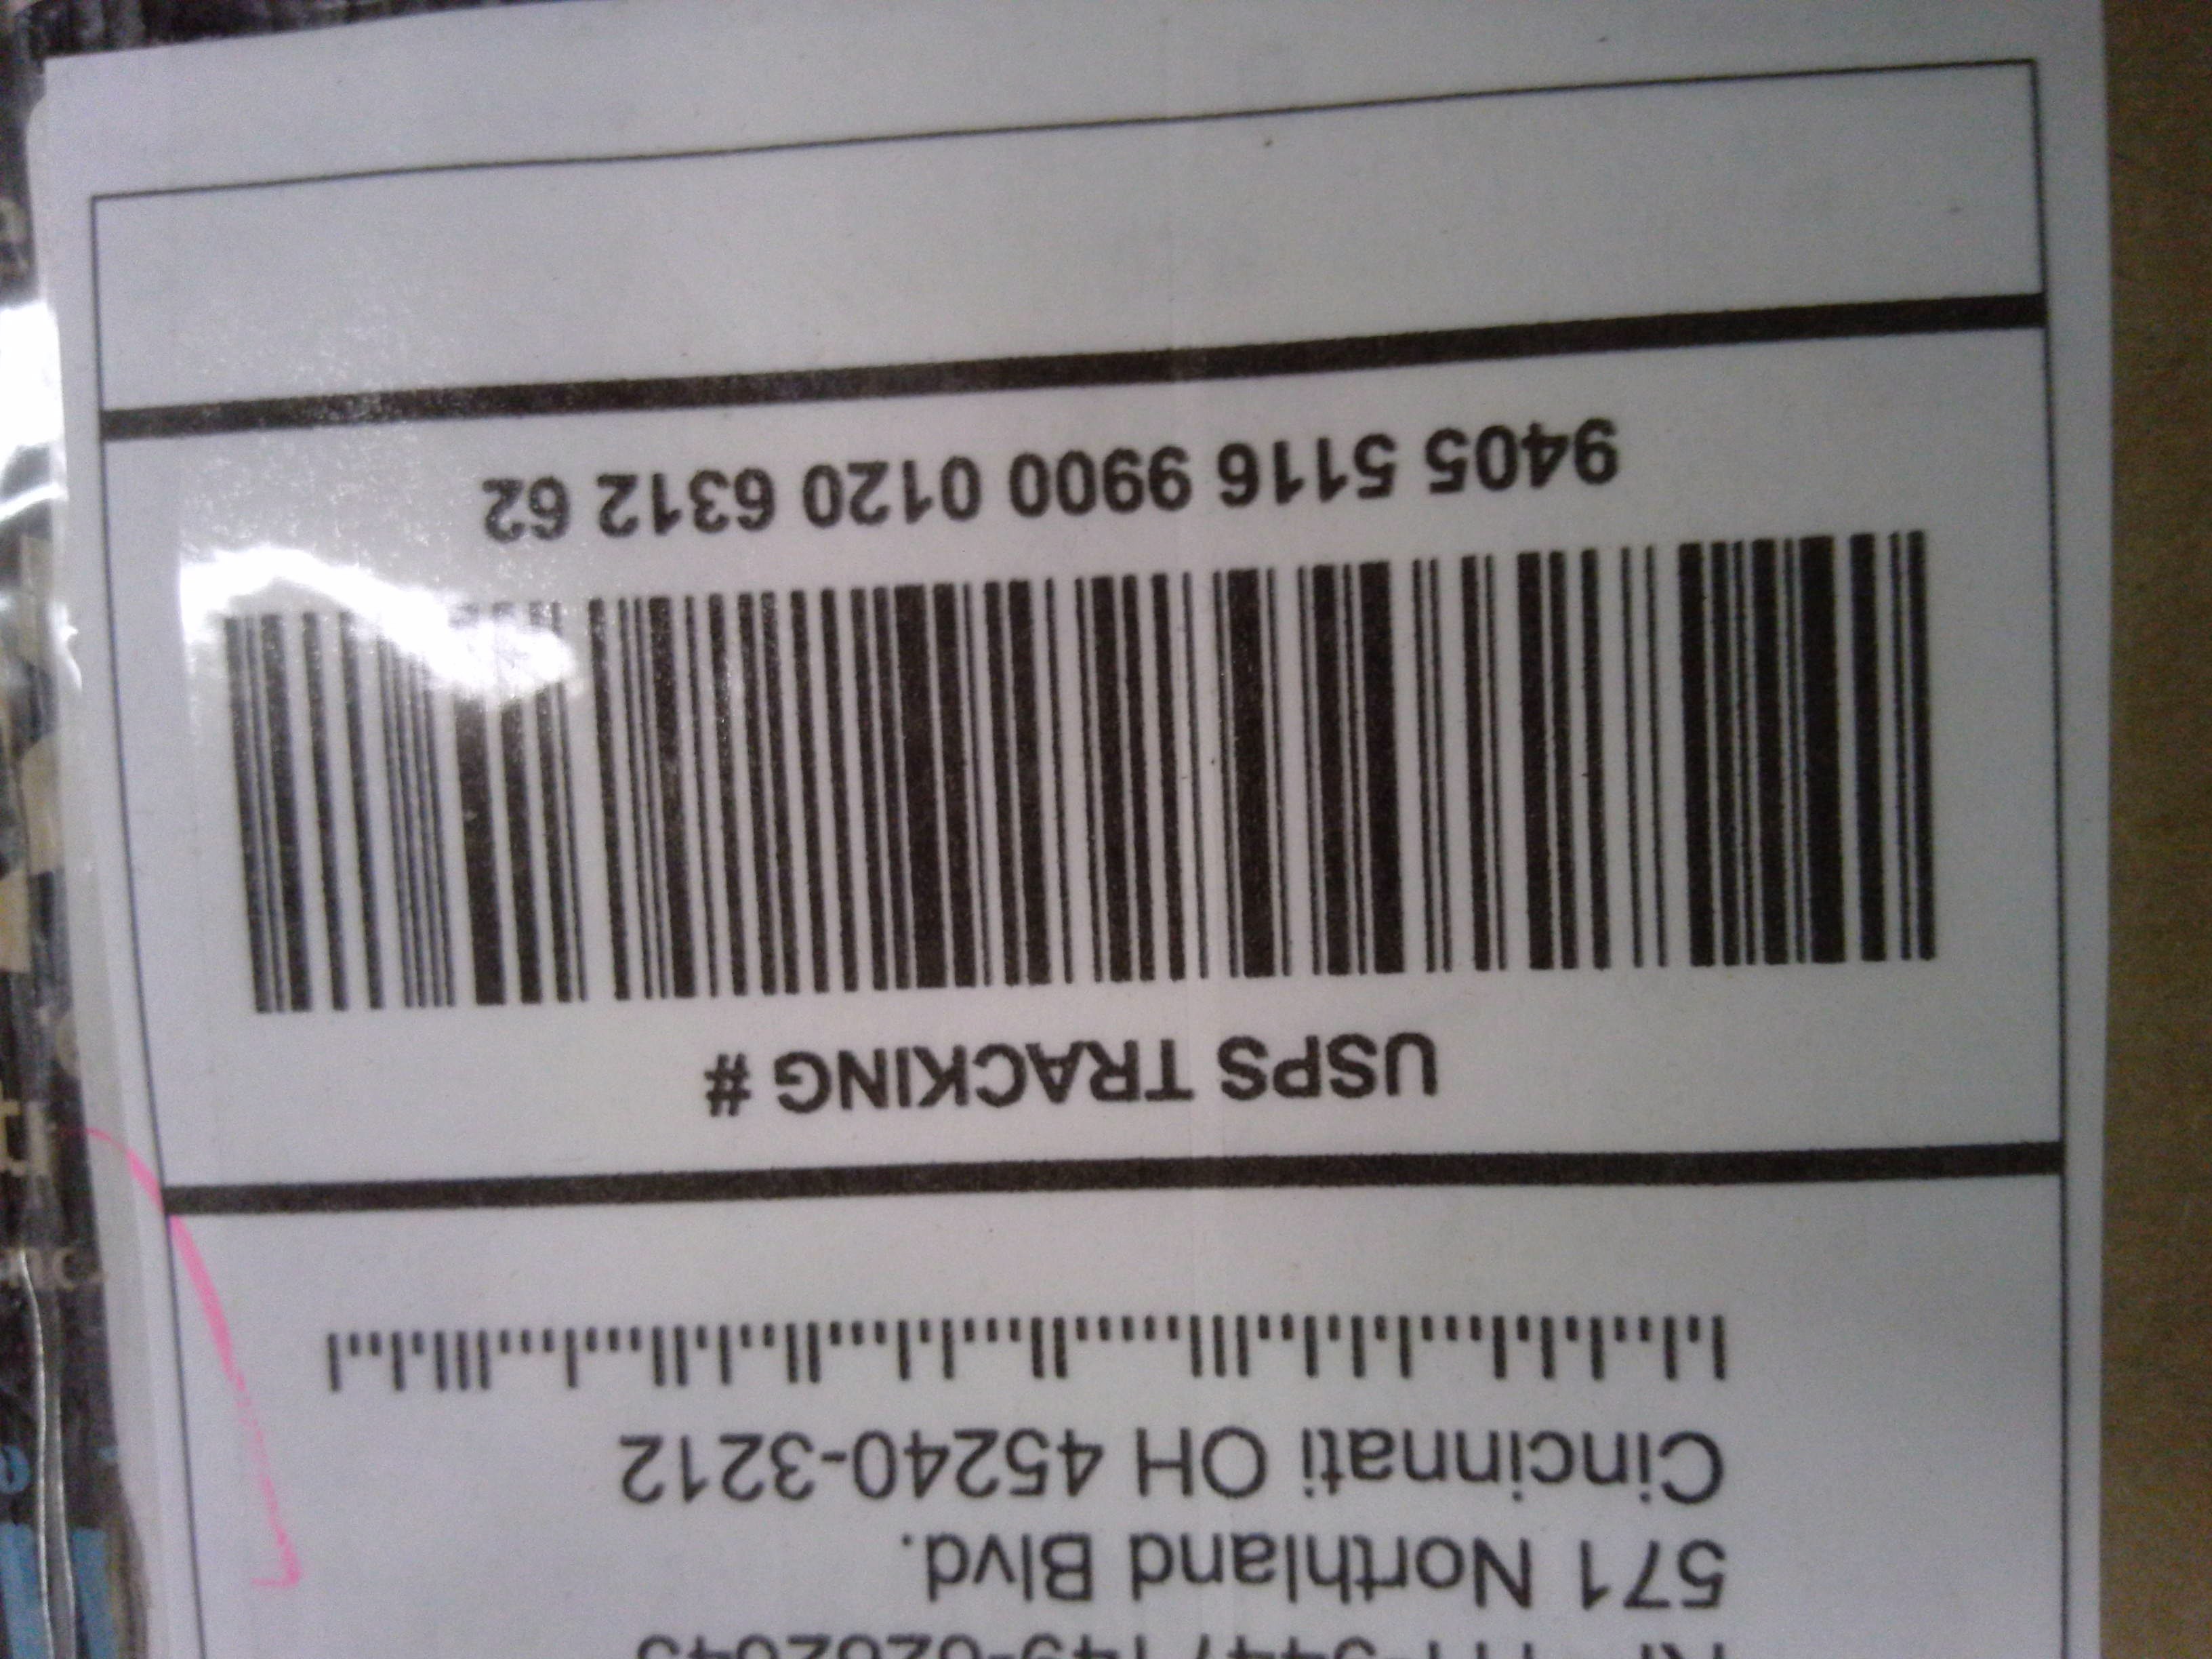 571 Northland Blvd.
Cincinnati OH 45240-3212
USPS TRACKING #
9405 5116 9900 0120 6312 62